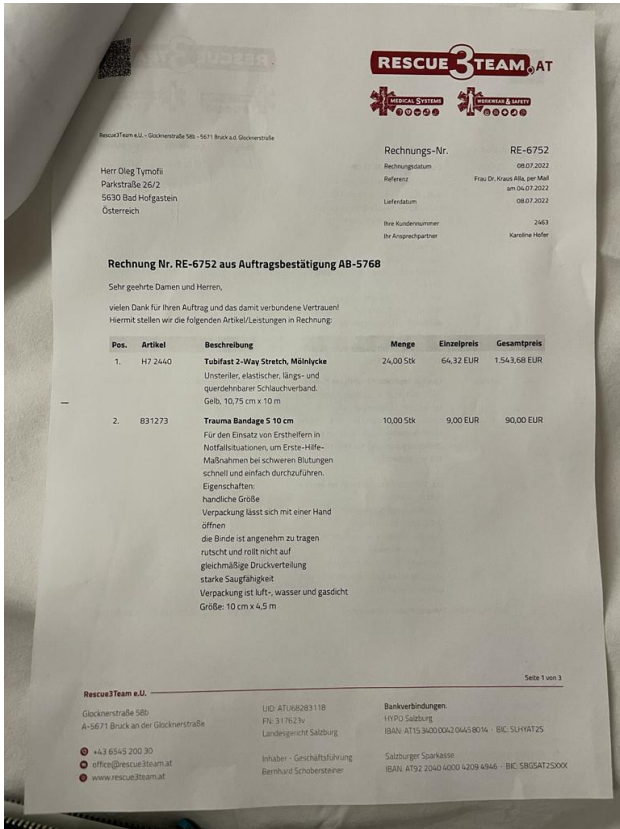 RESCUE 3 TEAM.AT
MEDICAL SYSTEMS
WORKWEAR & SAFETY
Rescue3Team e.U. - Glocknerstraße 58b - 5671 Bruck a.d. Glocknerstraße
Herr Oleg Tymofii
Parkstraße 26/2
5630 Bad Hofgastein
Österreich
Rechnungs-Nr. RE-6752
Rechnungsdatum 08.07.2022
Referenz Frau Dr. Kraus Alla, per Mail
am 04.07.2022
Lieferdatum 08.07.2022
Ihre Kundennummer 2463
Ihr Ansprechpartner Karoline Hofer
Rechnung Nr. RE-6752 aus Auftragsbestätigung AB-5768
Sehr geehrte Damen und Herren,
vielen Dank für Ihren Auftrag und das damit verbundene Vertrauen!
Hiermit stellen wir die folgenden Artikel/Leistungen in Rechnung:
Pos. Artikel Beschreibung Menge Einzelpreis Gesamtpreis
1. H7 2440 Tubifast 2-Way Stretch, Mölnlycke 24,00 Stk 64,32 EUR 1.543,68 EUR
Unsteriler, elastischer, längs- und
querdehnbarer Schlauchverband.
Gelb, 10,75 cm x 10 m
2. 831273 Trauma Bandage S 10 cm 10,00 Stk 9,00 EUR 90,00 EUR
Für den Einsatz von Ersthelfern in
Notfallsituationen, um Erste-Hilfe-
Maßnahmen bei schweren Blutungen
schnell und einfach durchzuführen.
Eigenschaften:
handliche Größe
Verpackung lässt sich mit einer Hand
öffnen
die Binde ist angenehm zu tragen
rutscht und rollt nicht auf
gleichmäßige Druckverteilung
starke Saugfähigkeit
Verpackung ist luft-, wasser und gasdicht
Größe: 10 cm x 4,5 m
Seite 1 von 3
Rescue3Team e.U.
Glocknerstraße 58b
A-5671 Bruck an der Glocknerstraße
+43 6545 200 30
office@rescue3team.at
www.rescue3team.at
UID: ATU68283118
FN: 317623v
Landesgericht Salzburg
Inhaber - Geschäftsführung
Bernhard Schobersteiner
Bankverbindungen:
HYPO Salzburg
IBAN: AT15 3400 0042 0445 8014 - BIC: SLHYAT2S
Salzburger Sparkasse
IBAN: AT92 2040 4000 4209 4946 - BIC: SBGSAT2SXXX